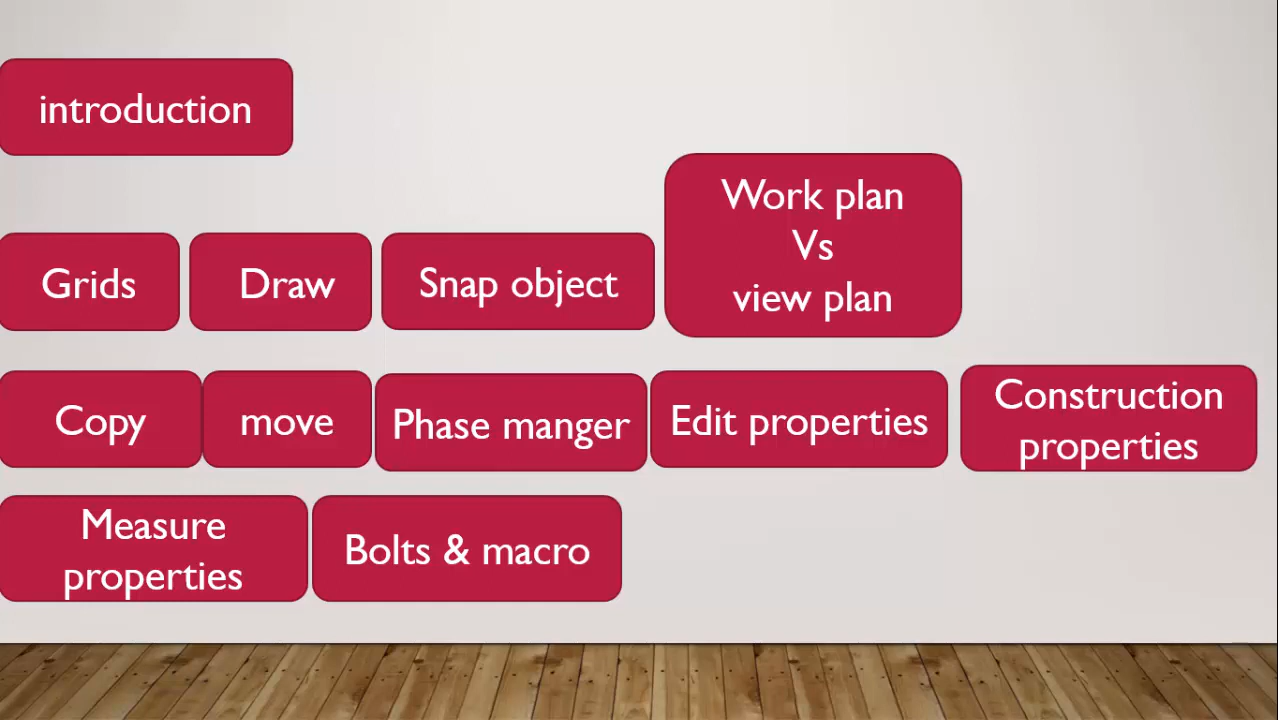 introduction
Grids
Draw
Snap object
Work plan
Vs
view plan
Copy
move
Phase manger
Edit properties
Construction
properties
Measure
properties
Bolts & macro